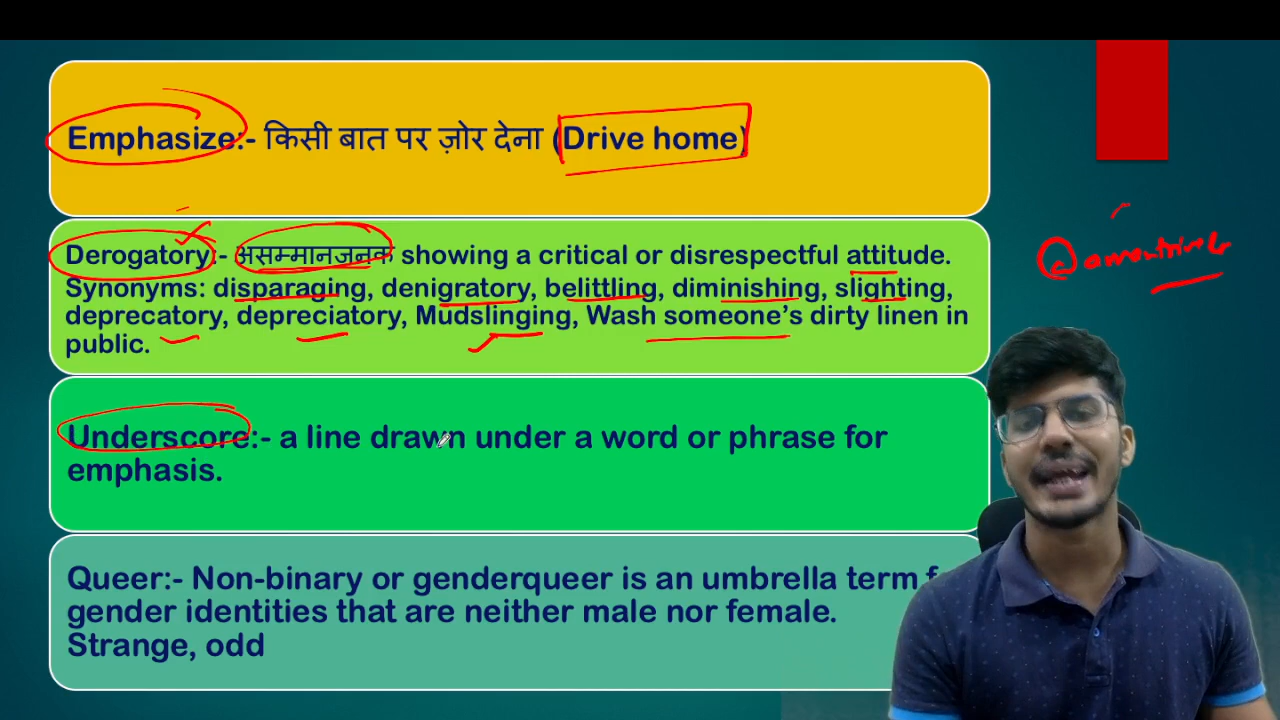 Emphasize:- किसी बात पर ज़ोर देना (Drive home)
Derogatory:- असम्मानजनक showing a critical or disrespectful attitude.
Synonyms: disparaging, denigratory, belittling, diminishing, slighting,
deprecatory, depreciatory, Mudslinging, Wash someone's dirty linen in
public.
Underscore:- a line drawn under a word or phrase for
emphasis.
Queer:- Non-binary or genderqueer is an umbrella term
gender identities that are neither male nor female.
Strange, odd